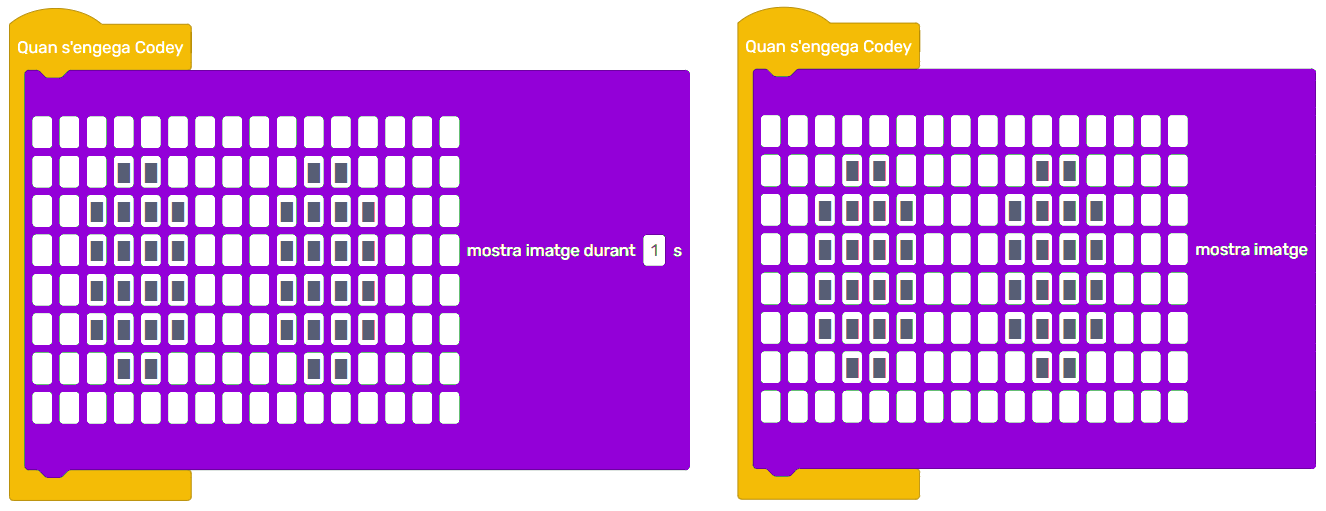 Quan s'engega Codey
mostra imatge durant 1 s
Quan s'engega Codey
mostra imatge